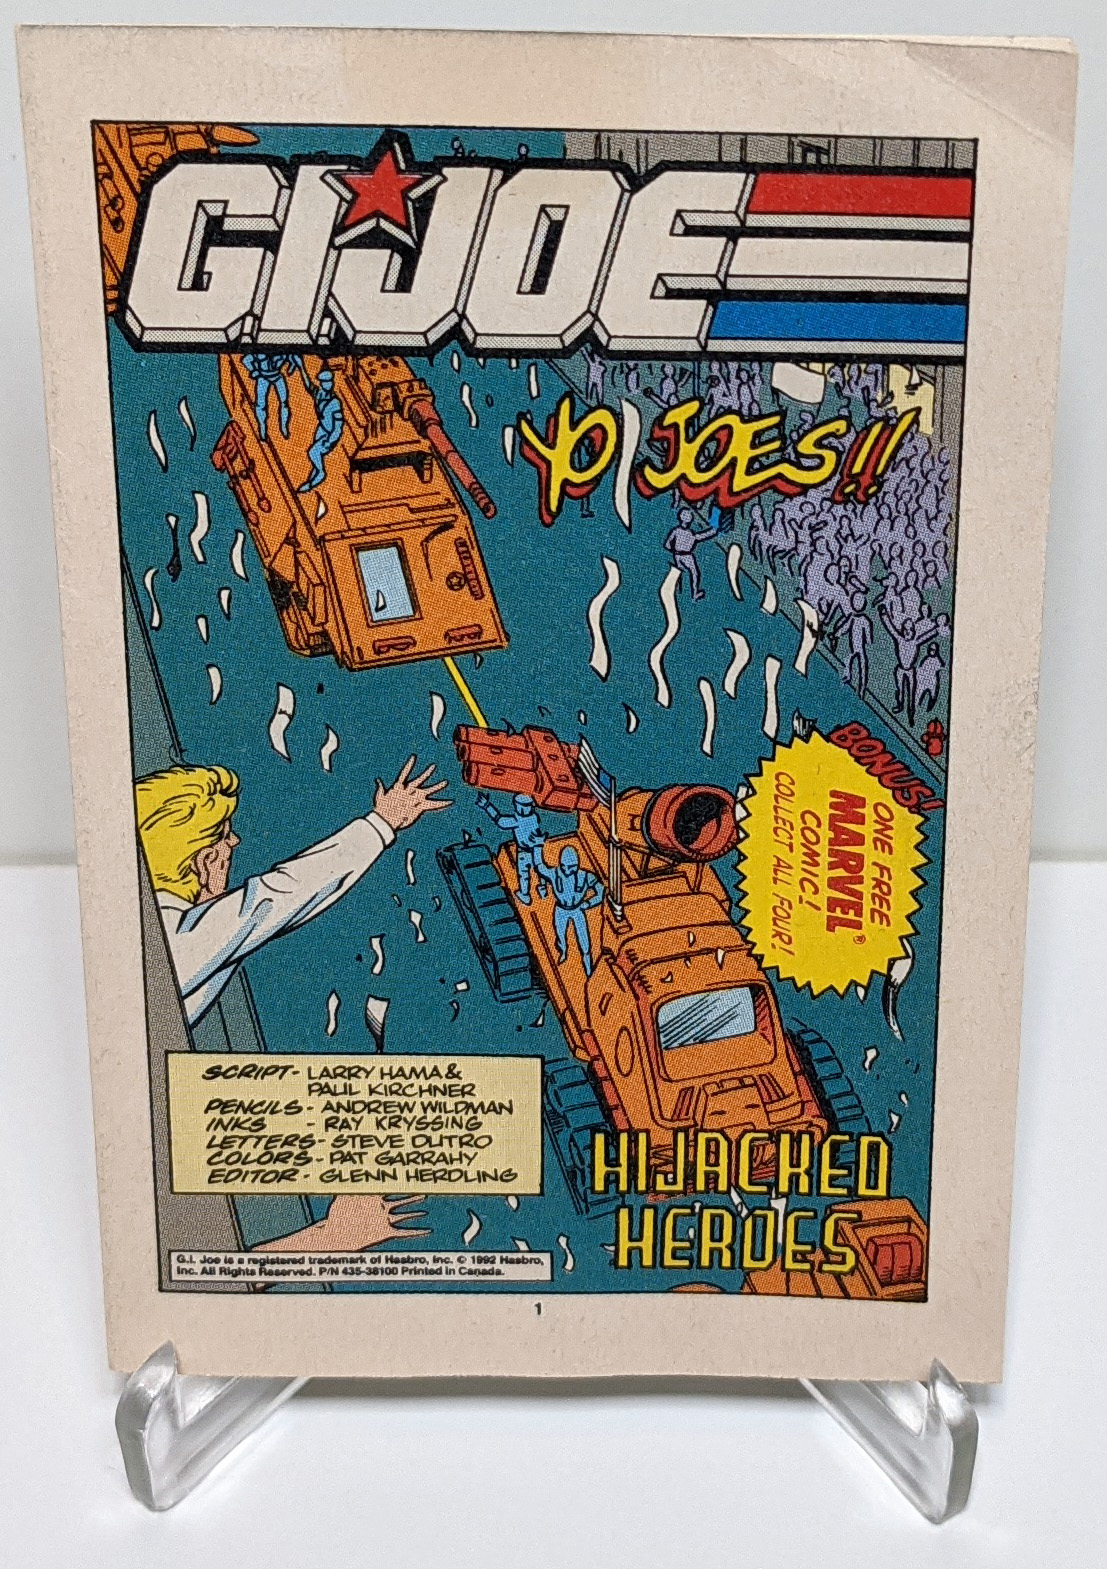 G.I.JOE
YO JOES!!
BONUS!
ONE FREE
MARVEL®
COMIC!
COLLECT ALL FOUR!
SCRIPT - LARRY HAMA &
PAUL KIRCHNER
PENCILS - ANDREW WILDMAN
INKS - RAY KRYSSING
LETTERS - STEVE DUTRO
COLORS - PAT GARRAHY
EDITOR - GLENN HERDLING
HIJACKED
HEROES
G.I. Joe is a registered trademark of Hasbro, Inc. © 1992 Hasbro,
Inc. All Rights Reserved. P/N 435-38100 Printed in Canada.
1